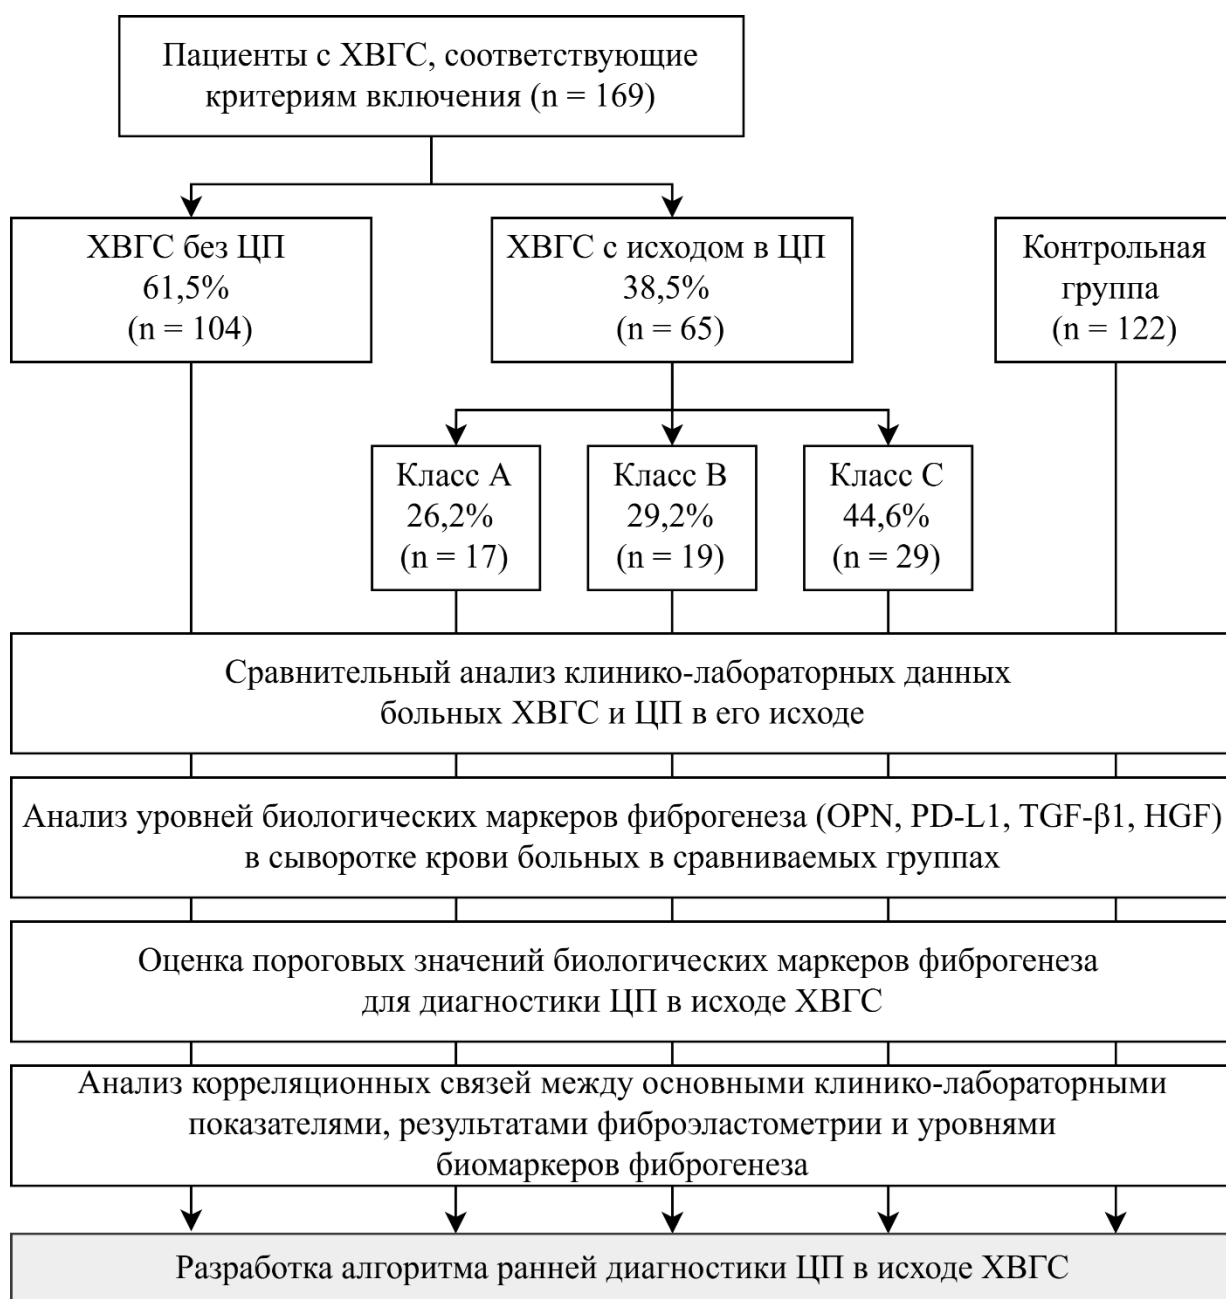 Пациенты с ХВГС, соответствующие
критериям включения (n = 169)
ХВГС без ЦП
61,5%
(n = 104)
ХВГС с исходом в ЦП
38,5%
(n = 65)
Контрольная
группа
(n = 122)
Класс A
26,2%
(n = 17)
Класс B
29,2%
(n = 19)
Класс C
44,6%
(n = 29)
Сравнительный анализ клинико-лабораторных данных
больных ХВГС и ЦП в его исходе
Анализ уровней биологических маркеров фиброгенеза (OPN, PD-L1, TGF-β1, HGF)
в сыворотке крови больных в сравниваемых группах
Оценка пороговых значений биологических маркеров фиброгенеза
для диагностики ЦП в исходе ХВГС
Анализ корреляционных связей между основными клинико-лабораторными
показателями, результатами фиброэластометрии и уровнями
биомаркеров фиброгенеза
Разработка алгоритма ранней диагностики ЦП в исходе ХВГС